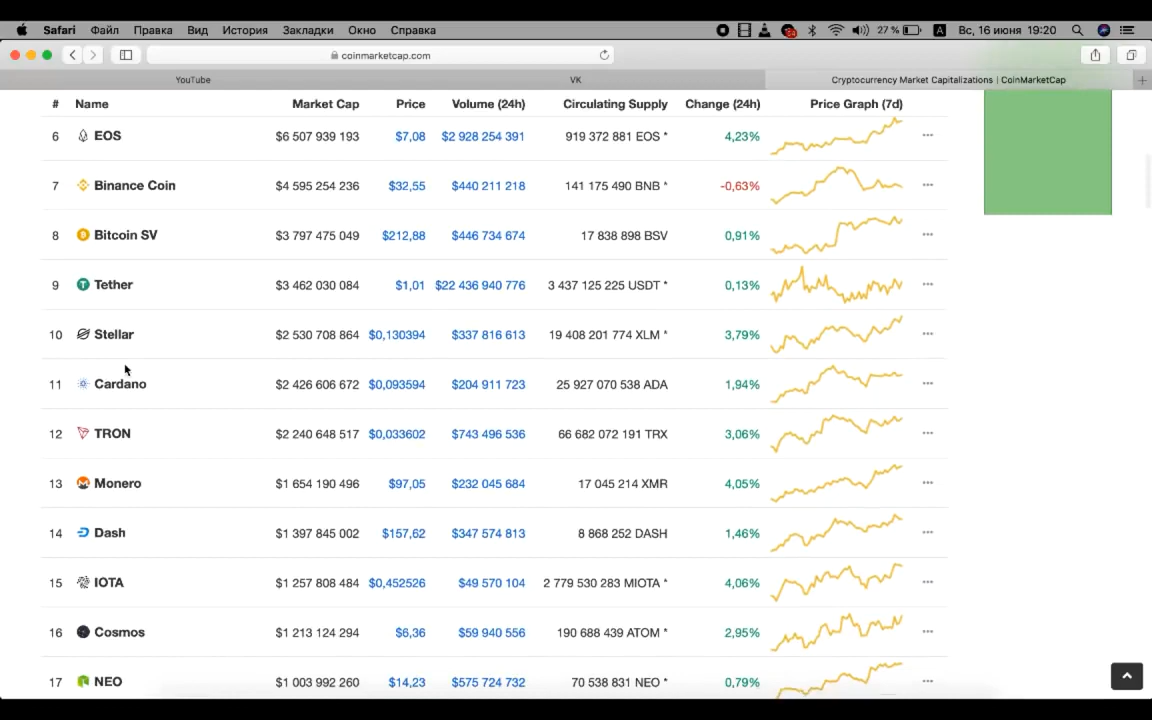 Safari Файл Правка Вид История Закладки Окно Справка 27 % A Вс, 16 июня 19:20
coinmarketcap.com
YouTube VK Cryptocurrency Market Capitalizations | CoinMarketCap
# Name Market Cap Price Volume (24h) Circulating Supply Change (24h) Price Graph (7d)
6 EOS $6 507 939 193 $7,08 $2 928 254 391 919 372 881 EOS * 4,23%
7 Binance Coin $4 595 254 236 $32,55 $440 211 218 141 175 490 BNB * -0,63%
8 Bitcoin SV $3 797 475 049 $212,88 $446 734 674 17 838 898 BSV 0,91%
9 Tether $3 462 030 084 $1,01 $22 436 940 776 3 437 125 225 USDT * 0,13%
10 Stellar $2 530 708 864 $0,130394 $337 816 613 19 408 201 774 XLM * 3,79%
11 Cardano $2 426 606 672 $0,093594 $204 911 723 25 927 070 538 ADA 1,94%
12 TRON $2 240 648 517 $0,033602 $743 496 536 66 682 072 191 TRX 3,06%
13 Monero $1 654 190 496 $97,05 $232 045 684 17 045 214 XMR 4,05%
14 Dash $1 397 845 002 $157,62 $347 574 813 8 868 252 DASH 1,46%
15 IOTA $1 257 808 484 $0,452526 $49 570 104 2 779 530 283 MIOTA * 4,06%
16 Cosmos $1 213 124 294 $6,36 $59 940 556 190 688 439 ATOM * 2,95%
17 NEO $1 003 992 260 $14,23 $575 724 732 70 538 831 NEO * 0,79%